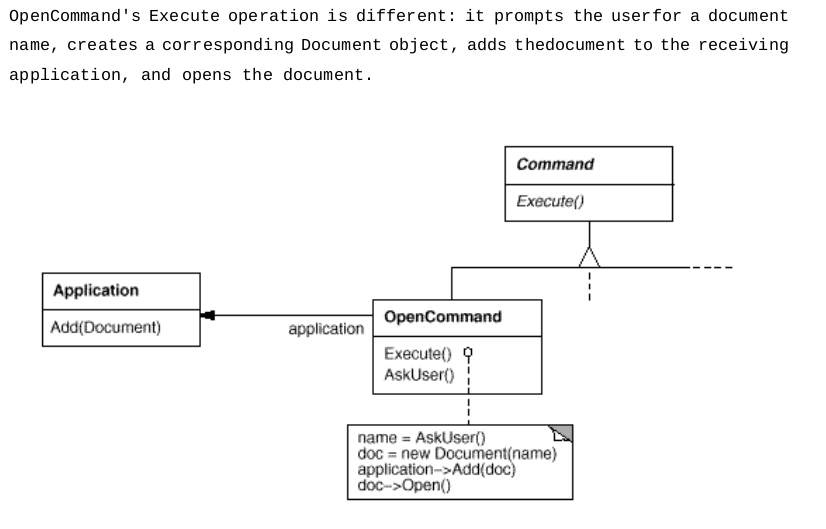 OpenCommand's Execute operation is different: it prompts the userfor a document
name, creates a corresponding Document object, adds thedocument to the receiving
application, and opens the document.
Command
Execute()
Application
Add(Document)
application
OpenCommand
Execute()
AskUser()
name = AskUser()
doc = new Document(name)
application->Add(doc)
doc->Open()